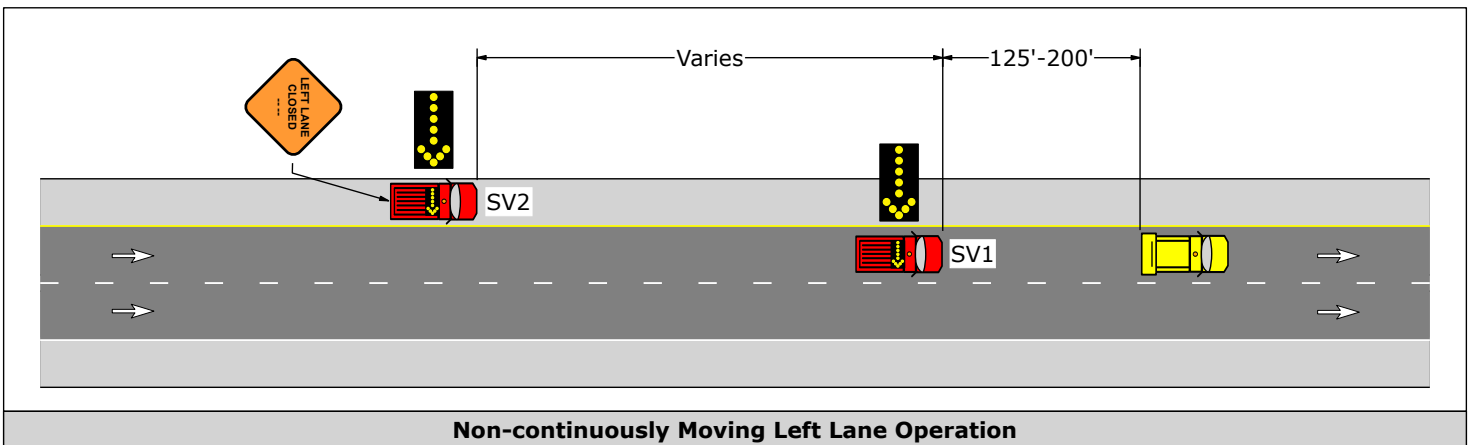 Varies
125'-200'
LEFT LANE
CLOSED
-- --
SV2
SV1
Non-continuously Moving Left Lane Operation